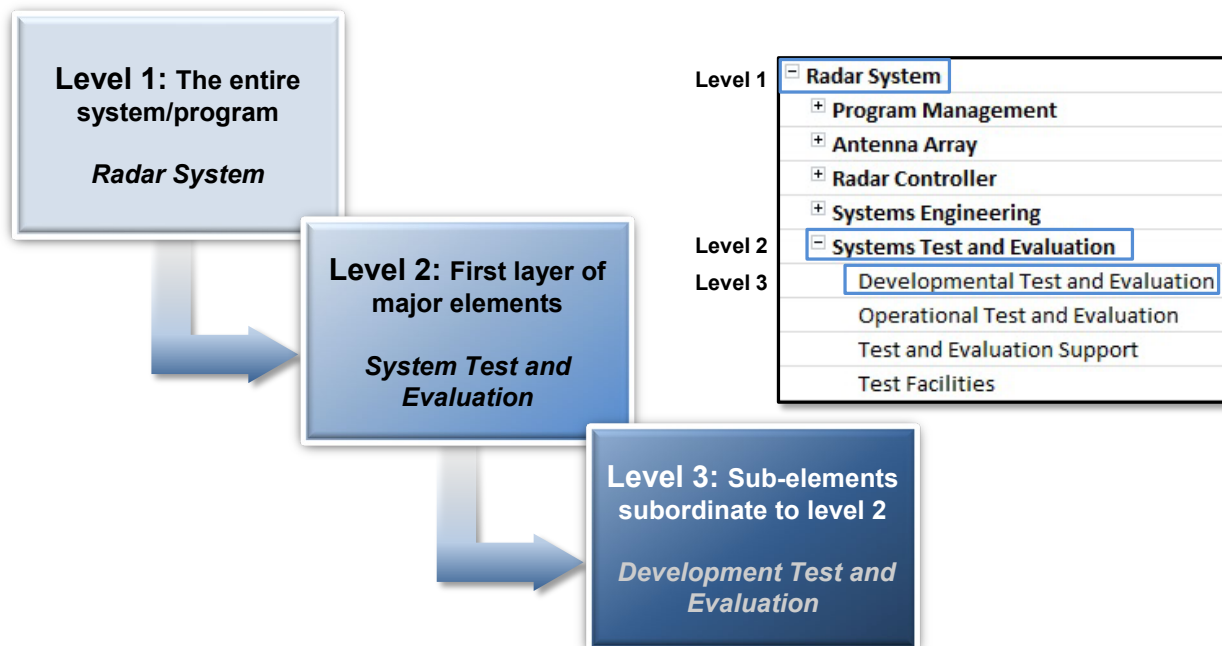 Level 1: The entire
system/program
Radar System
Level 2: First layer of
major elements
System Test and
Evaluation
Level 3: Sub-elements
subordinate to level 2
Development Test and
Evaluation
Level 1
Radar System
Program Management
Antenna Array
Radar Controller
Systems Engineering
Level 2
Systems Test and Evaluation
Level 3
Developmental Test and Evaluation
Operational Test and Evaluation
Test and Evaluation Support
Test Facilities